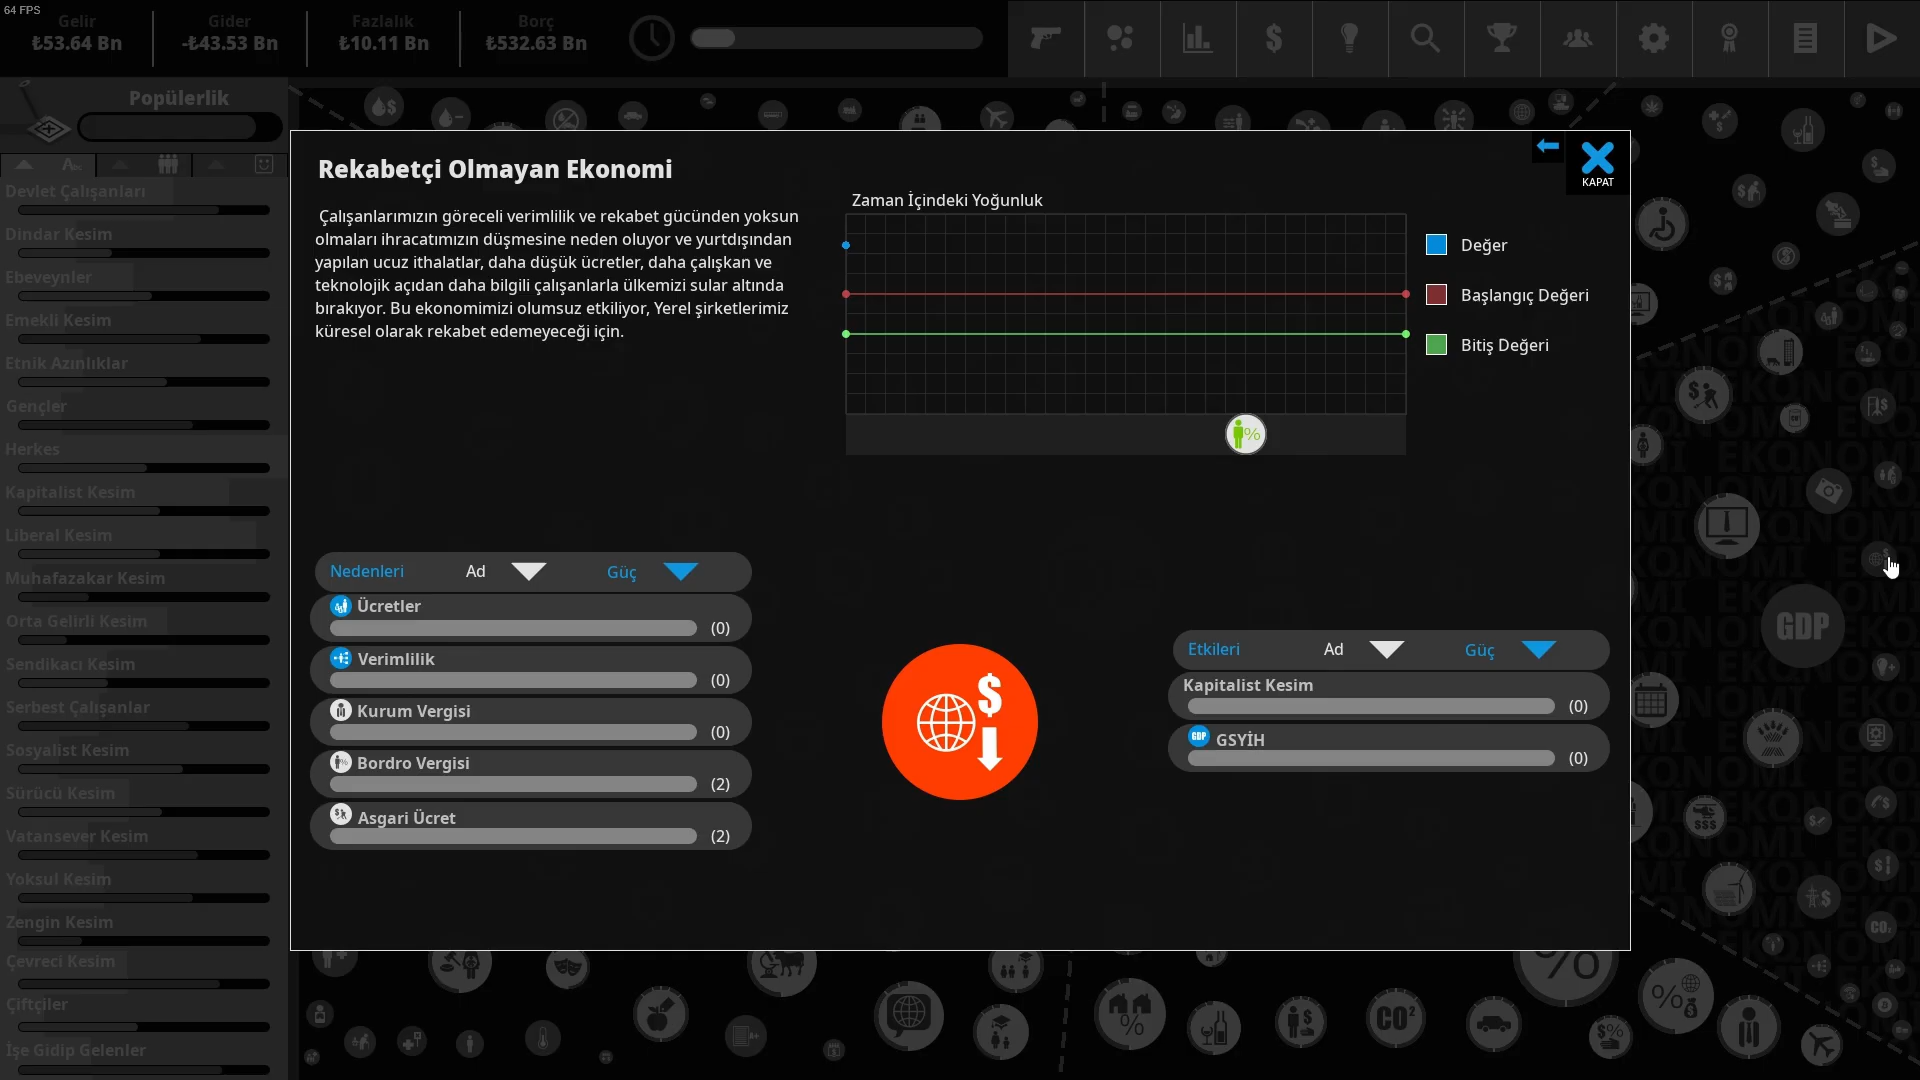 64 FPS
Gelir
₺53.64 Bn
Gider
-₺43.53 Bn
Fazlalık
₺10.11 Bn
Borç
₺532.63 Bn
Popülerlik
Devlet Çalışanları
Dindar Kesim
Ebeveynler
Emekli Kesim
Etnik Azınlıklar
Gençler
Herkes
Kapitalist Kesim
Liberal Kesim
Muhafazakar Kesim
Orta Gelirli Kesim
Sendikacı Kesim
Serbest Çalışanlar
Sosyalist Kesim
Sürücü Kesim
Vatansever Kesim
Yoksul Kesim
Zengin Kesim
Çevreci Kesim
Çiftçiler
İşe Gidip Gelenler
Rekabetçi Olmayan Ekonomi
KAPAT
Çalışanlarımızın göreceli verimlilik ve rekabet gücünden yoksun
olmaları ihracatımızın düşmesine neden oluyor ve yurtdışından
yapılan ucuz ithalatlar, daha düşük ücretler, daha çalışkan ve
teknolojik açıdan daha bilgili çalışanlarla ülkemizi sular altında
bırakıyor. Bu ekonomimizi olumsuz etkiliyor, Yerel şirketlerimiz
küresel olarak rekabet edemeyeceği için.
Zaman İçindeki Yoğunluk
Değer
Başlangıç Değeri
Bitiş Değeri
Nedenleri Ad Güç
Ücretler
(0)
Verimlilik
(0)
Kurum Vergisi
(0)
Bordro Vergisi
(2)
Asgari Ücret
(2)
Etkileri Ad Güç
Kapitalist Kesim
(0)
GDP GSYİH
(0)
GDP
EKONOMI
CO²